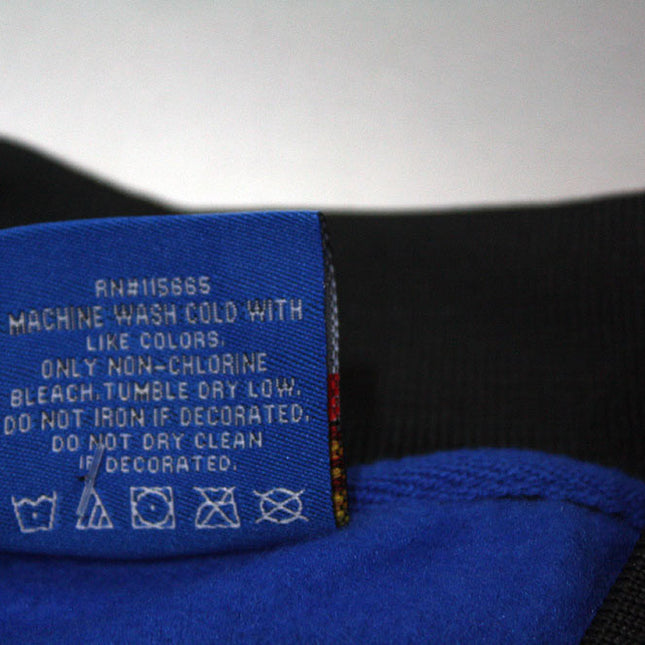 RN#115665
MACHINE WASH COLD WITH
LIKE COLORS.
ONLY NON-CHLORINE
BLEACH.TUMBLE DRY LOW.
DO NOT IRON IF DECORATED.
DO NOT DRY CLEAN
IF DECORATED.